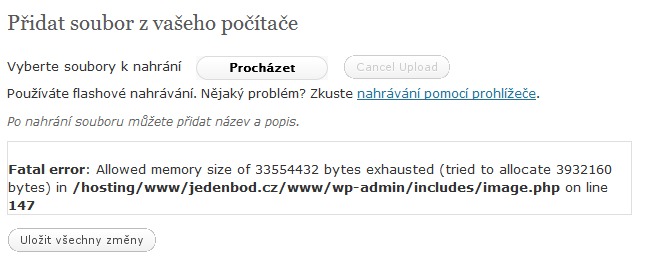 Přidat soubor z vašeho počítače
Vyberte soubory k nahrání Procházet Cancel Upload
Používáte flashové nahrávání. Nějaký problém? Zkuste nahrávání pomocí prohlížeče.
Po nahrání souboru můžete přidat název a popis.
Fatal error: Allowed memory size of 33554432 bytes exhausted (tried to allocate 3932160
bytes) in /hosting/www/jedenbod.cz/www/wp-admin/includes/image.php on line
147
Uložit všechny změny